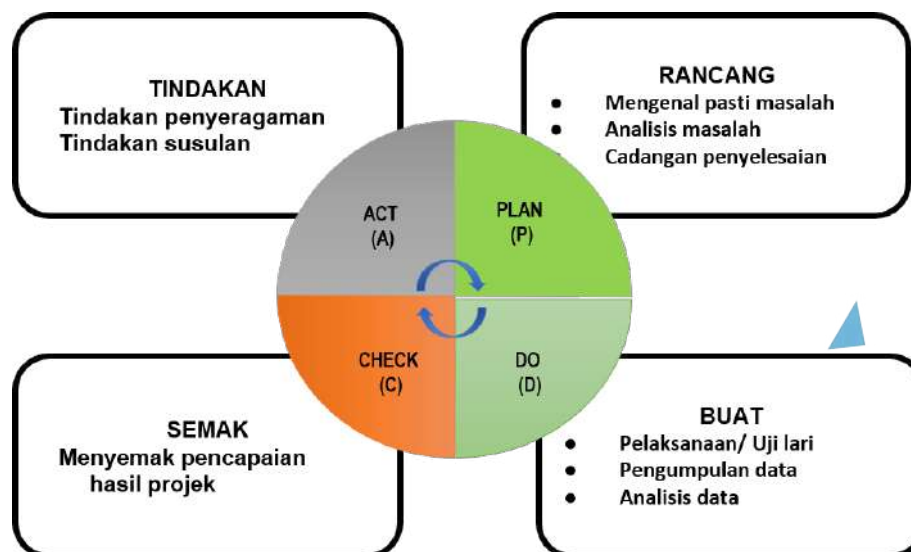 TINDAKAN
Tindakan penyeragaman
Tindakan susulan
RANCANG
● Mengenal pasti masalah
● Analisis masalah
Cadangan penyelesaian
ACT
(A)
PLAN
(P)
CHECK
(C)
DO
(D)
SEMAK
Menyemak pencapaian
hasil projek
BUAT
● Pelaksanaan/ Uji lari
● Pengumpulan data
● Analisis data